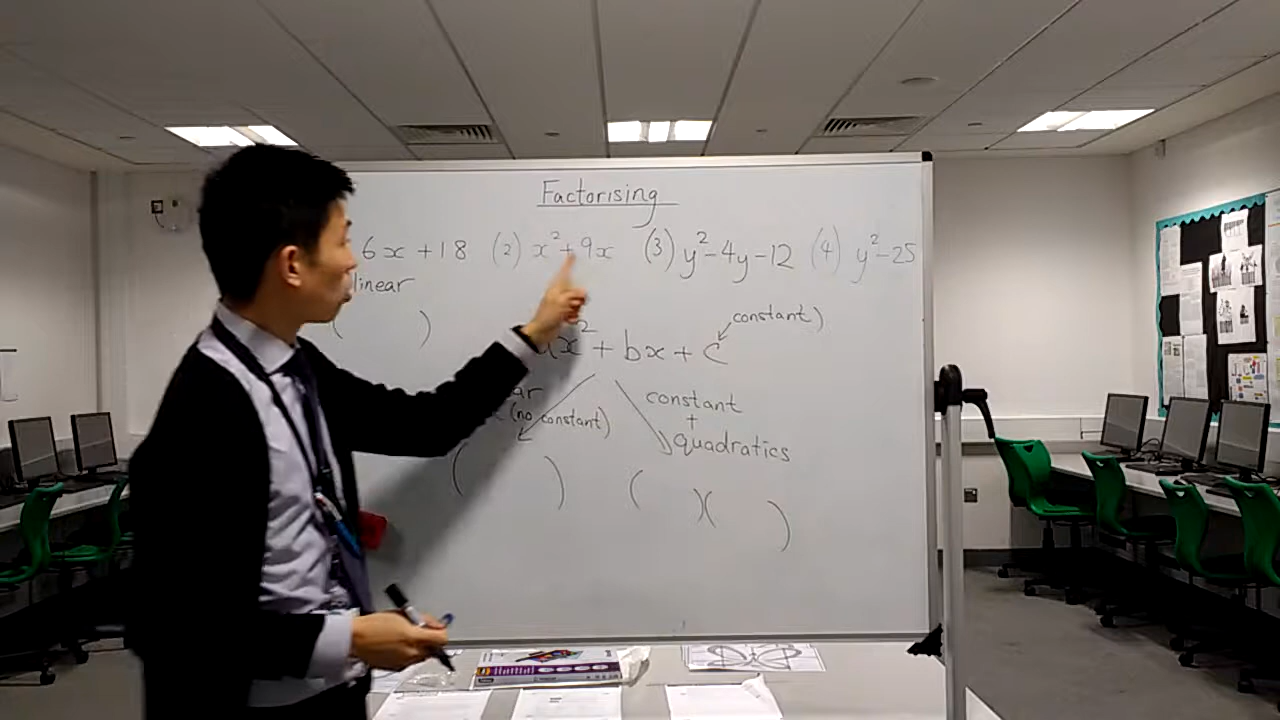 Factorising
6x + 18 (2) x² + 9x (3) y² - 4y - 12 (4) y² - 25
linear
( )
constant)
x² + bx + c
(no constant)
constant
+
quadratics
( ) ( )( )